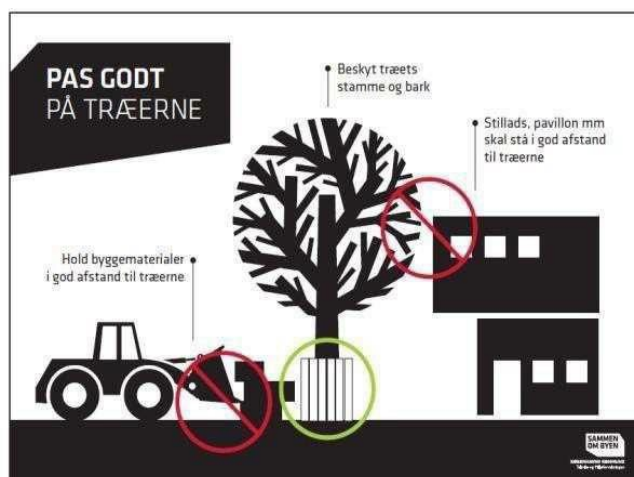 PAS GODT
PÅ TRÆERNE
Beskyt træets
stamme og bark
Stillads, pavillon mm
skal stå i god afstand
til træerne
Hold byggematerialer
i god afstand til træerne
SAMMEN
OM BYEN